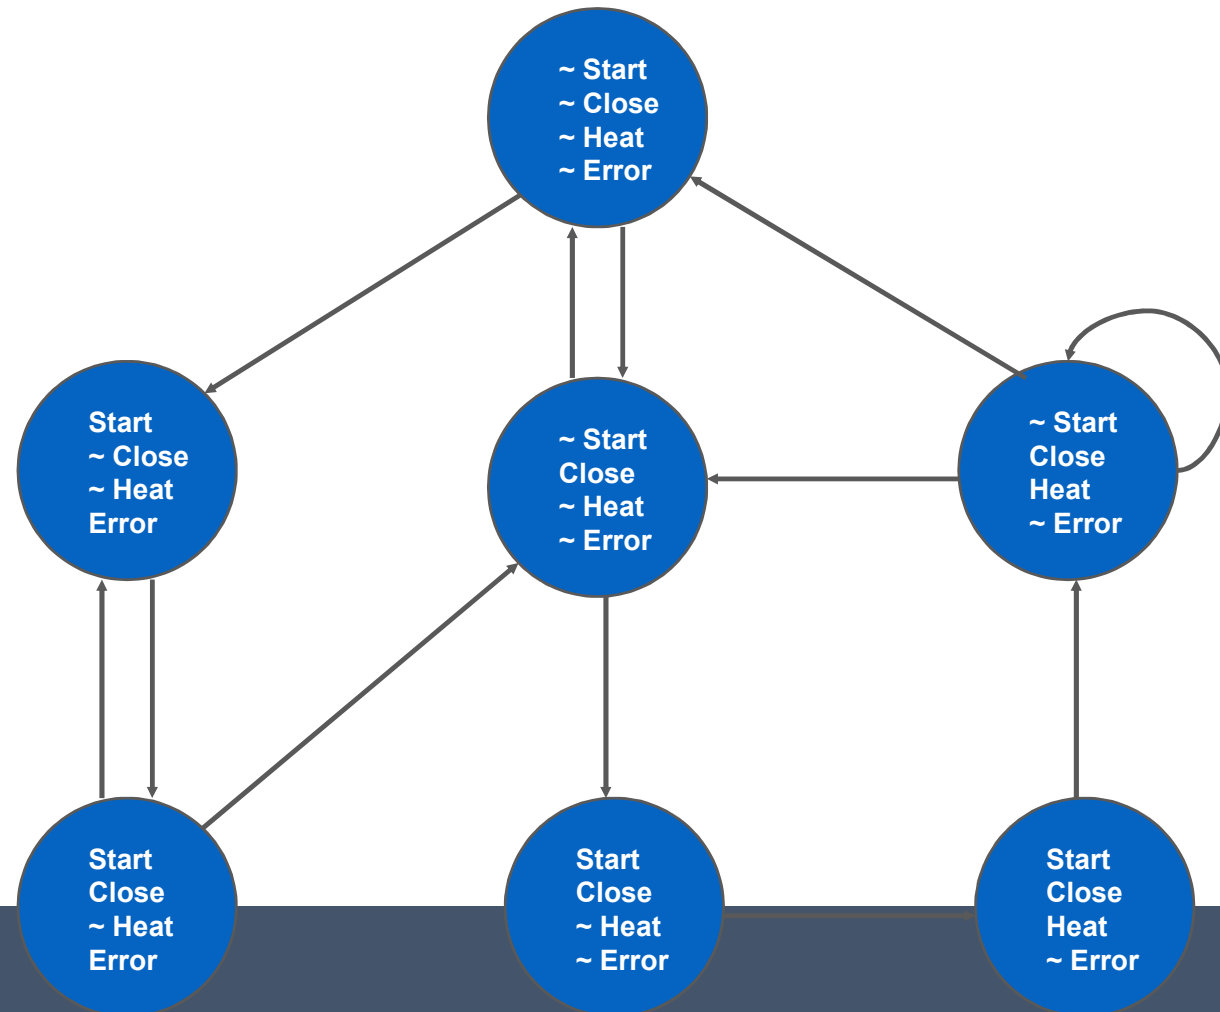 ~ Start
~ Close
~ Heat
~ Error
Start
~ Close
~ Heat
Error
~ Start
Close
~ Heat
~ Error
~ Start
Close
Heat
~ Error
Start
Close
~ Heat
Error
Start
Close
~ Heat
~ Error
Start
Close
Heat
~ Error